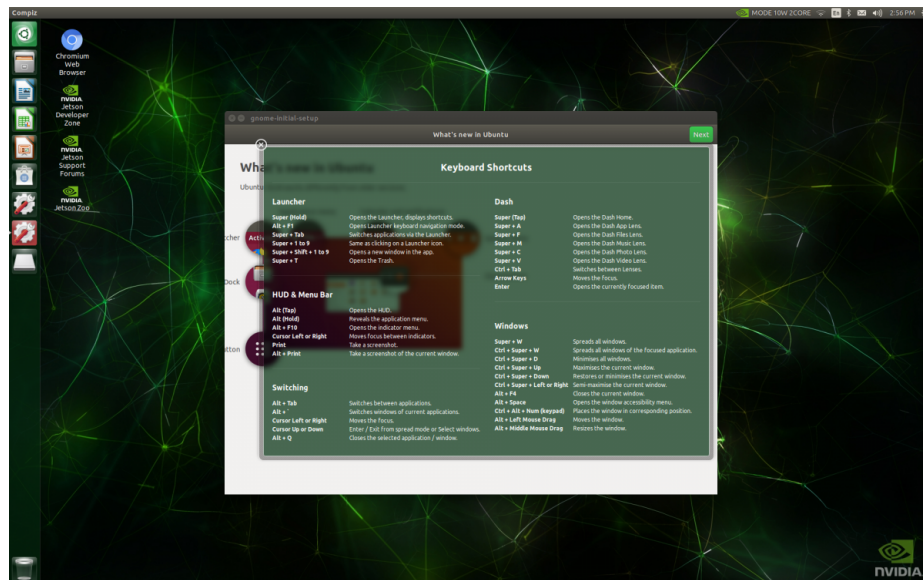 Compiz
MODE 10W 2CORE
Es
2:56 PM
Chromium
Web
Browser
NVIDIA
Jetson
Developer
Zone
NVIDIA
Jetson
Support
Forums
NVIDIA
Jetson Zoo
gnome-initial-setup
What's new in Ubuntu
Next
Keyboard Shortcuts
Launcher
Super (Hold) Opens the Launcher, displays shortcuts.
Alt + F1 Opens Launcher keyboard navigation mode.
Super + Tab Switches applications via the Launcher.
Super + 1 to 9 Same as clicking on a Launcher icon.
Super + Shift + 1 to 9 Opens a new window in the app.
Super + T Opens the Trash.
HUD & Menu Bar
Alt (Tap) Opens the HUD.
Alt (Hold) Reveals the application menu.
Alt + F10 Opens the indicator menu.
Cursor Left or Right Moves focus between indicators.
Print Take a screenshot.
Alt + Print Take a screenshot of the current window.
Switching
Alt + Tab Switches between applications.
Alt + ` Switches windows of current applications.
Cursor Left or Right Moves the focus.
Cursor Up or Down Enter / Exit from spread mode or Select windows.
Alt + Q Closes the selected application / window.
Dash
Super (Tap) Opens the Dash Home.
Super + A Opens the Dash App Lens.
Super + F Opens the Dash Files Lens.
Super + M Opens the Dash Music Lens.
Super + C Opens the Dash Photo Lens.
Super + V Opens the Dash Video Lens.
Ctrl + Tab Switches between Lenses.
Arrow Keys Moves the focus.
Enter Opens the currently focused item.
Windows
Super + W Spreads all windows.
Ctrl + Super + W Spreads all windows of the focused application.
Ctrl + Super + D Minimises all windows.
Ctrl + Super + Up Maximises the current window.
Ctrl + Super + Down Restores or minimises the current window.
Ctrl + Super + Left or Right Semi-maximise the current window.
Alt + F4 Closes the current window.
Alt + Space Opens the window accessibility menu.
Ctrl + Alt + Num (keypad) Places the window in corresponding position.
Alt + Left Mouse Drag Moves the window.
Alt + Middle Mouse Drag Resizes the window.
NVIDIA